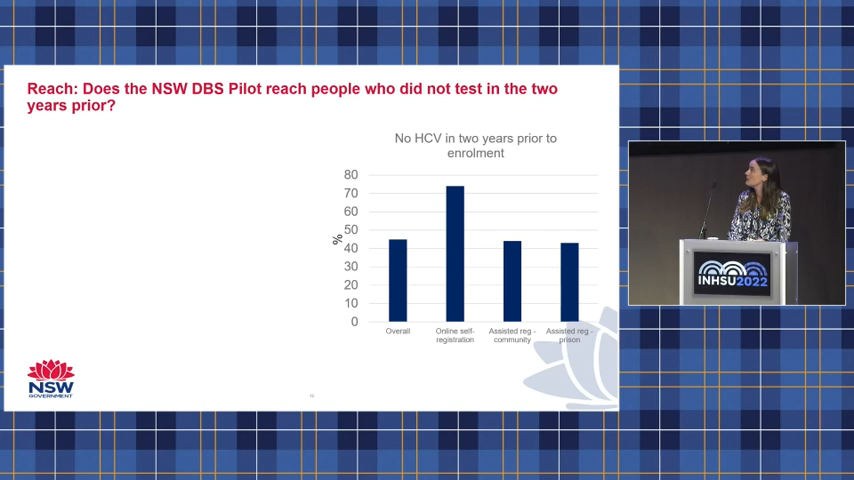 Reach: Does the NSW DBS Pilot reach people who did not test in the two
years prior?
No HCV in two years prior to
enrolment
80
70
60
50
40
30
20
10
0
%
Overall
Online self-
registration
Assisted reg -
community
Assisted reg -
prison
NSW
GOVERNMENT
INHSU2022